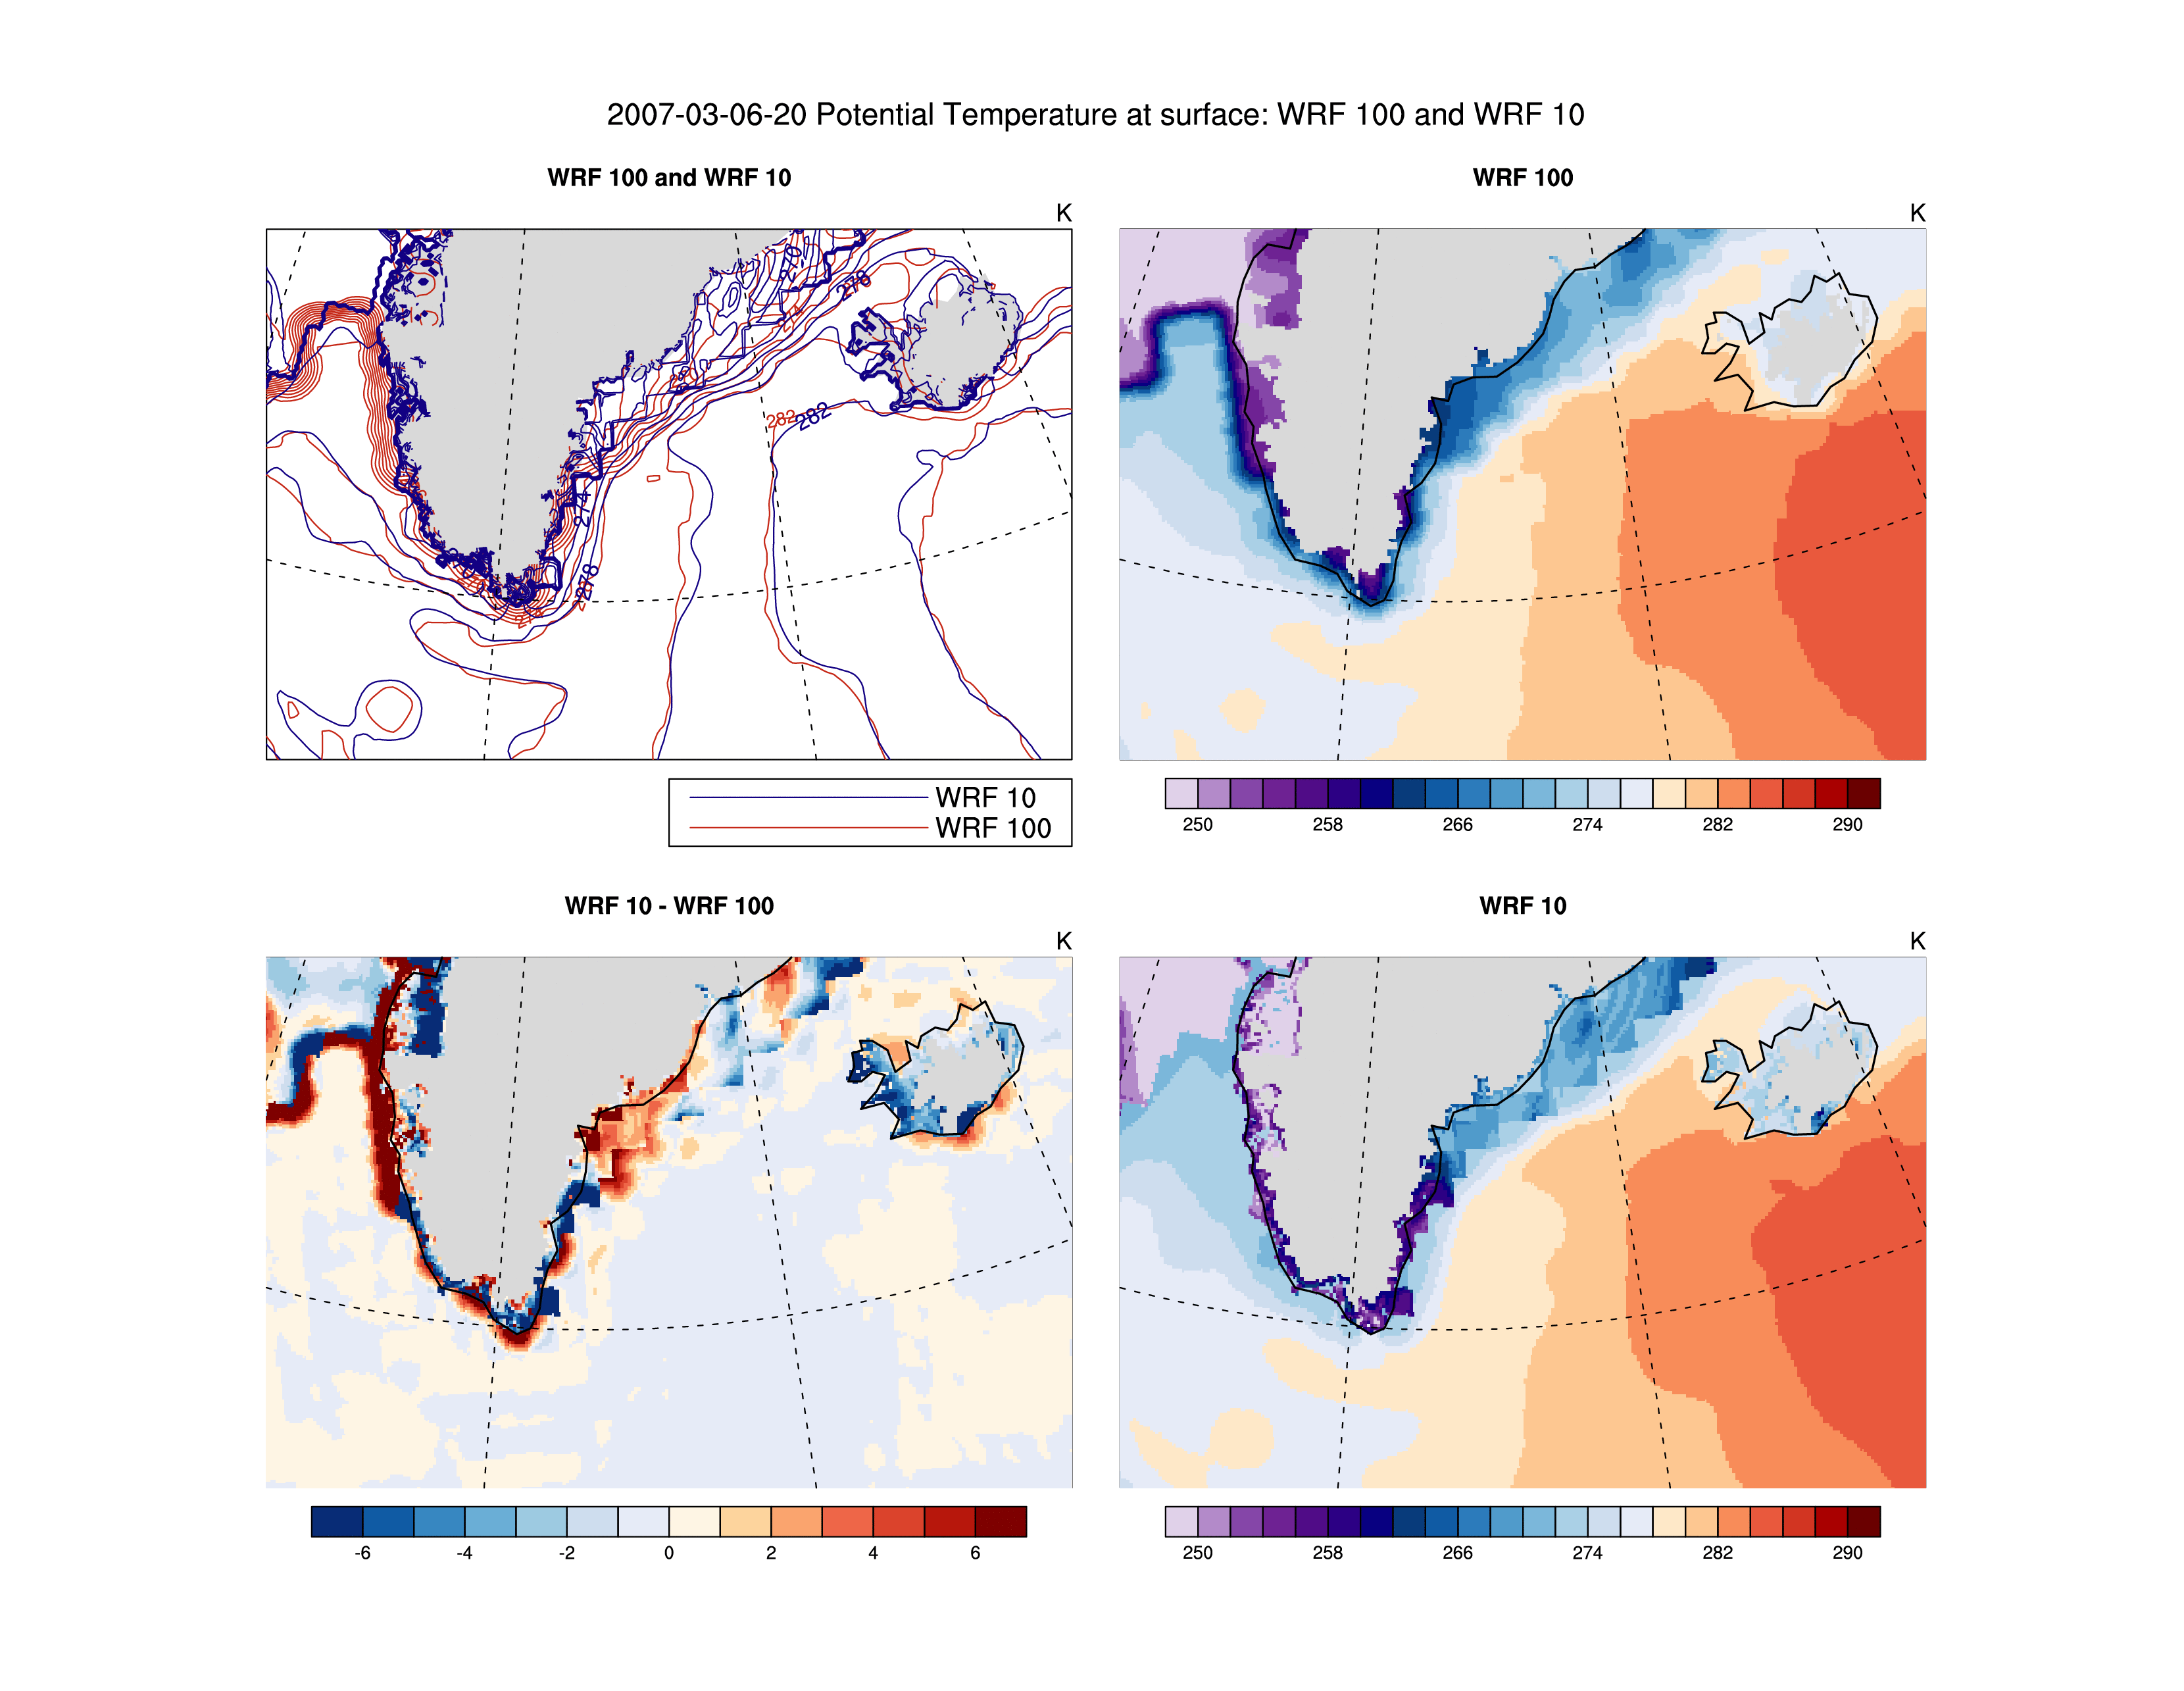 2007-03-06-20 Potential Temperature at surface: WRF 100 and WRF 10
WRF 100 and WRF 10
K
270
278
282
282
274
278
WRF 10
WRF 100
WRF 100
K
250 258 266 274 282 290
WRF 10 - WRF 100
K
-6 -4 -2 0 2 4 6
WRF 10
K
250 258 266 274 282 290